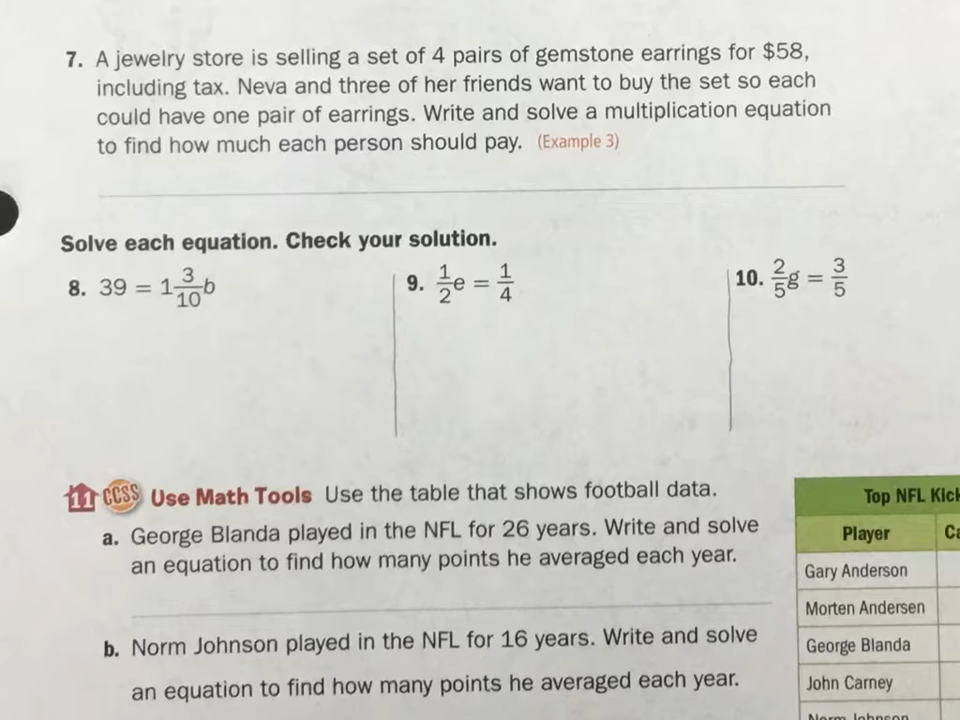 7. A jewelry store is selling a set of 4 pairs of gemstone earrings for $58,
including tax. Neva and three of her friends want to buy the set so each
could have one pair of earrings. Write and solve a multiplication equation
to find how much each person should pay. (Example 3)
Solve each equation. Check your solution.
8. 39 = 1 3/10 b
9. 1/2 e = 1/4
10. 2/5 g = 3/5
11 CCSS Use Math Tools Use the table that shows football data.
a. George Blanda played in the NFL for 26 years. Write and solve
an equation to find how many points he averaged each year.
b. Norm Johnson played in the NFL for 16 years. Write and solve
an equation to find how many points he averaged each year.
Top NFL Kick
Player Ca
Gary Anderson
Morten Andersen
George Blanda
John Carney
Norm Johnson